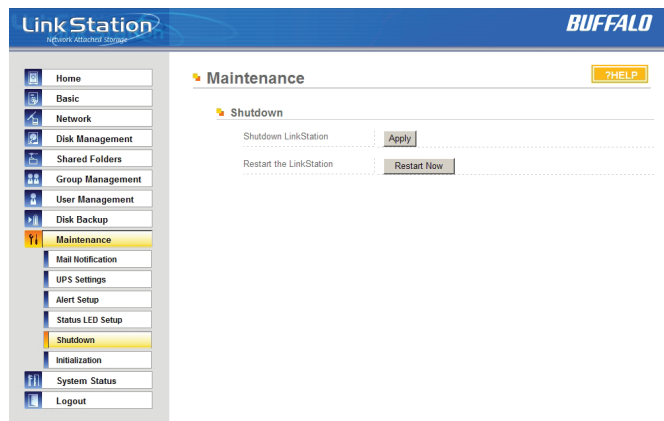 LinkStation
Network Attached Storage
BUFFALO
Home
Basic
Network
Disk Management
Shared Folders
Group Management
User Management
Disk Backup
Maintenance
Mail Notification
UPS Settings
Alert Setup
Status LED Setup
Shutdown
Initialization
System Status
Logout
Maintenance
?HELP
Shutdown
Shutdown LinkStation Apply
Restart the LinkStation Restart Now